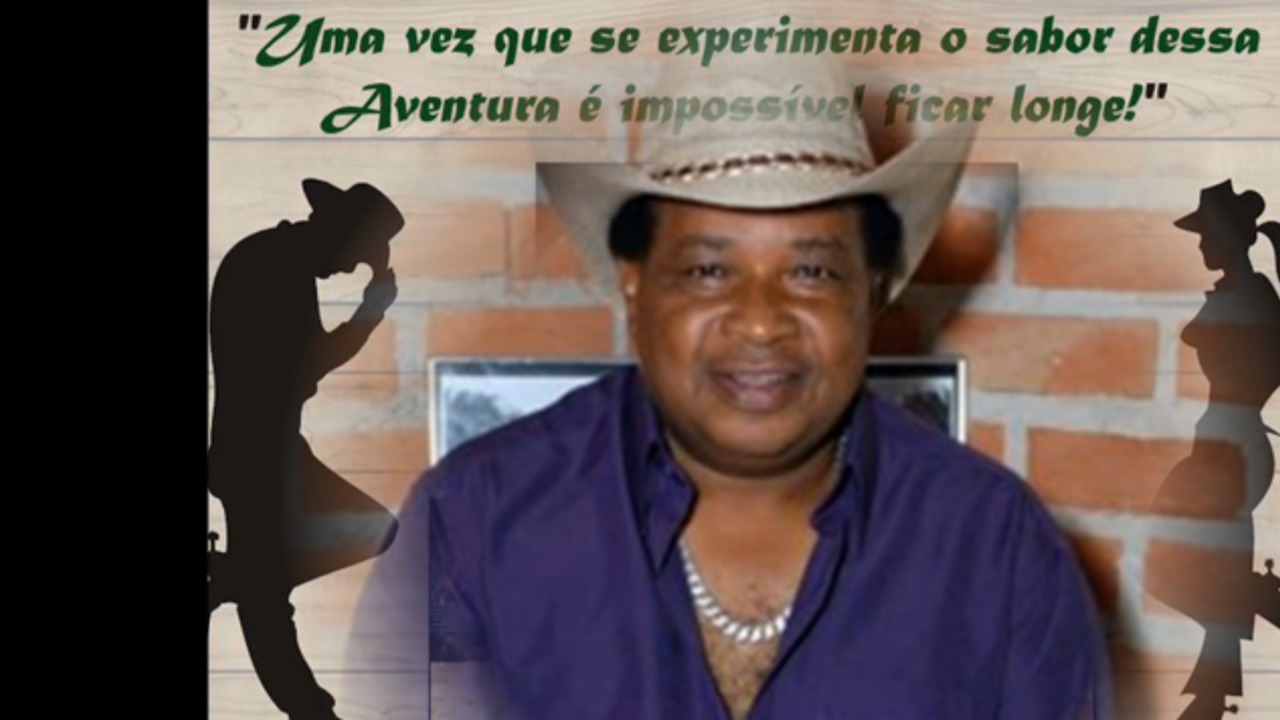 "Uma vez que se experimenta o sabor dessa
Aventura é impossível ficar longe!"